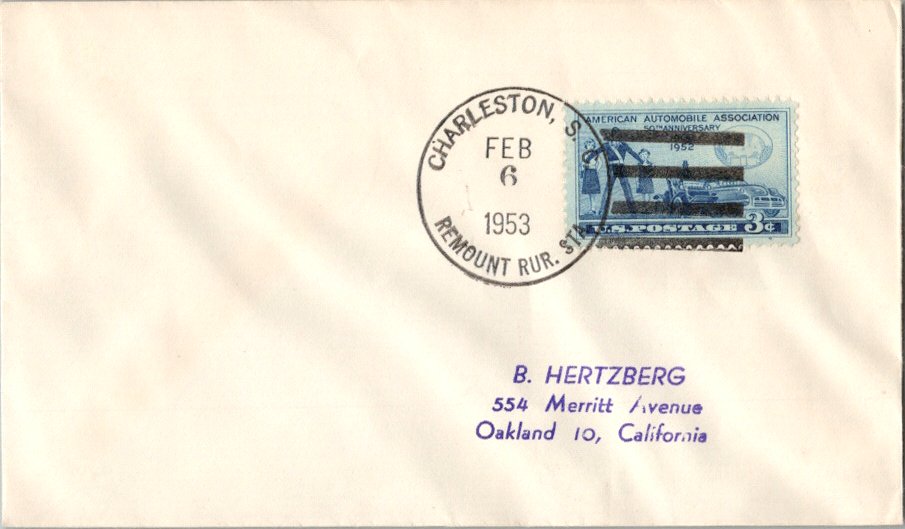 CHARLESTON, S. C.
FEB
6
1953
REMOUNT RUR. STA.
AMERICAN AUTOMOBILE ASSOCIATION
50TH ANNIVERSARY
1952
U.S. POSTAGE 3¢
B. HERTZBERG
554 Merritt Avenue
Oakland 10, California